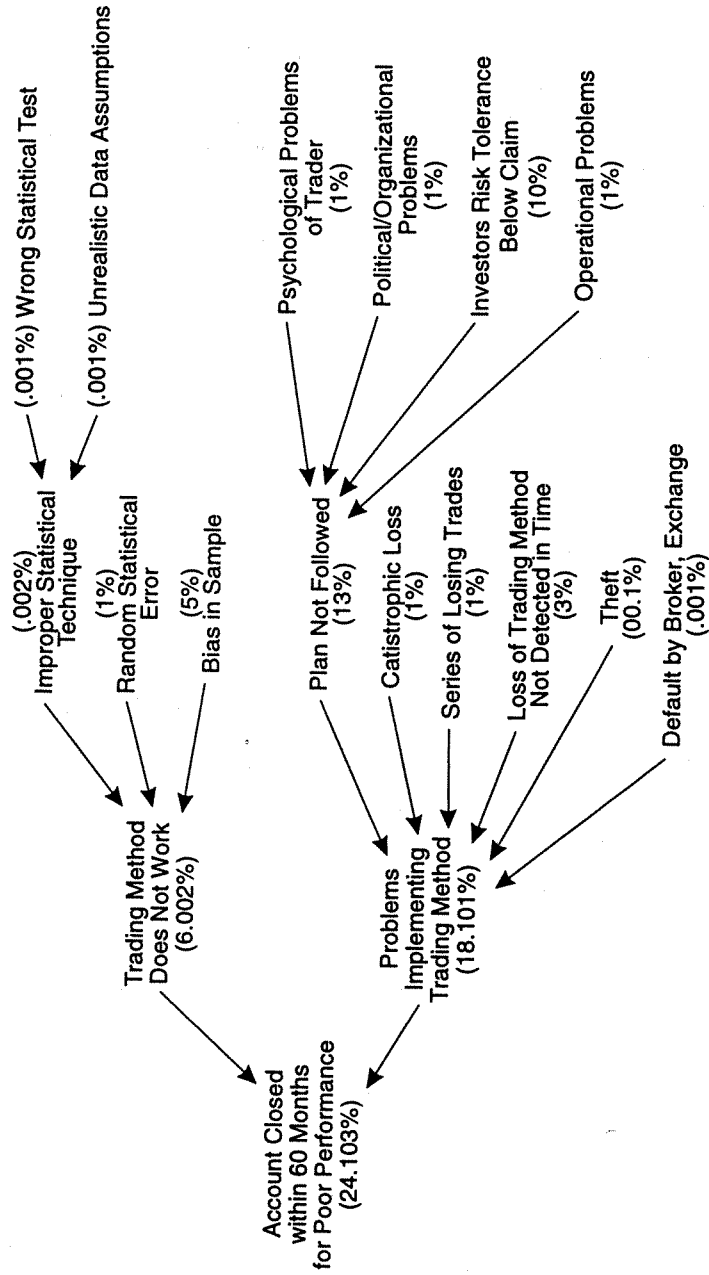 Account Closed
within 60 Months
for Poor Performance
(24.103%)
Trading Method
Does Not Work
(6.002%)
(.002%)
Improper Statistical
Technique
(.001%) Wrong Statistical Test
(.001%) Unrealistic Data Assumptions
(1%)
Random Statistical
Error
(5%)
Bias in Sample
Problems
Implementing
Trading Method
(18.101%)
Plan Not Followed
(13%)
Psychological Problems
of Trader
(1%)
Political/Organizational
Problems
(1%)
Investors Risk Tolerance
Below Claim
(10%)
Operational Problems
(1%)
Catistrophic Loss
(1%)
Series of Losing Trades
(1%)
Loss of Trading Method
Not Detected in Time
(3%)
Theft
(00.1%)
Default by Broker, Exchange
(.001%)